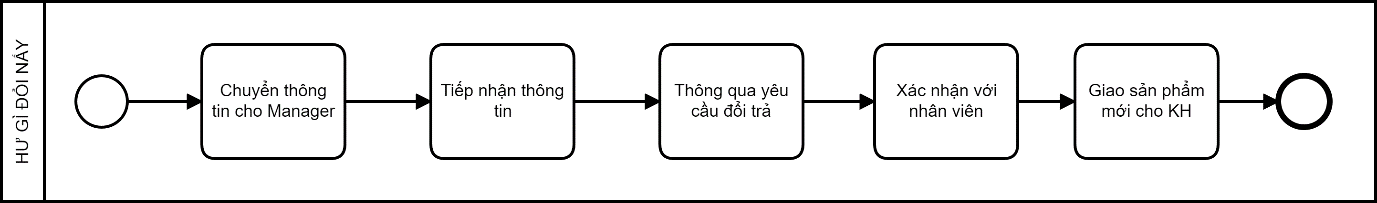 HƯ GÌ ĐỔI NẤY
Chuyển thông
tin cho Manager
Tiếp nhận thông
tin
Thông qua yêu
cầu đổi trả
Xác nhận với
nhân viên
Giao sản phẩm
mới cho KH